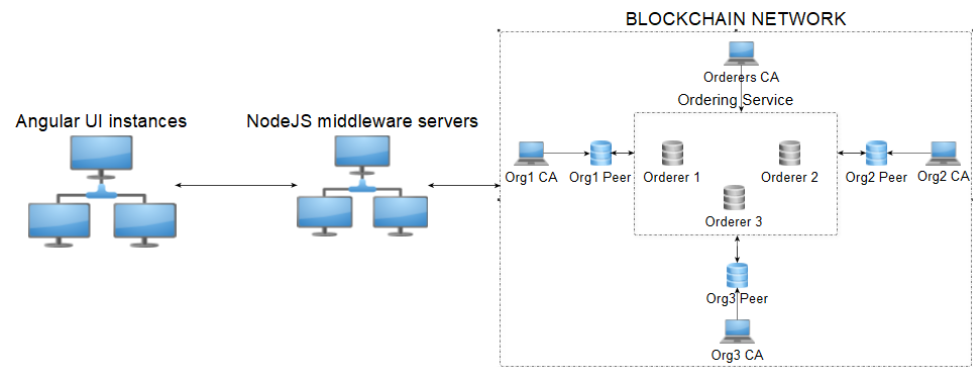 BLOCKCHAIN NETWORK
Orderers CA
Ordering Service
Angular UI instances
NodeJS middleware servers
Org1 CA
Org1 Peer
Orderer 1
Orderer 2
Org2 Peer
Org2 CA
Orderer 3
Org3 Peer
Org3 CA